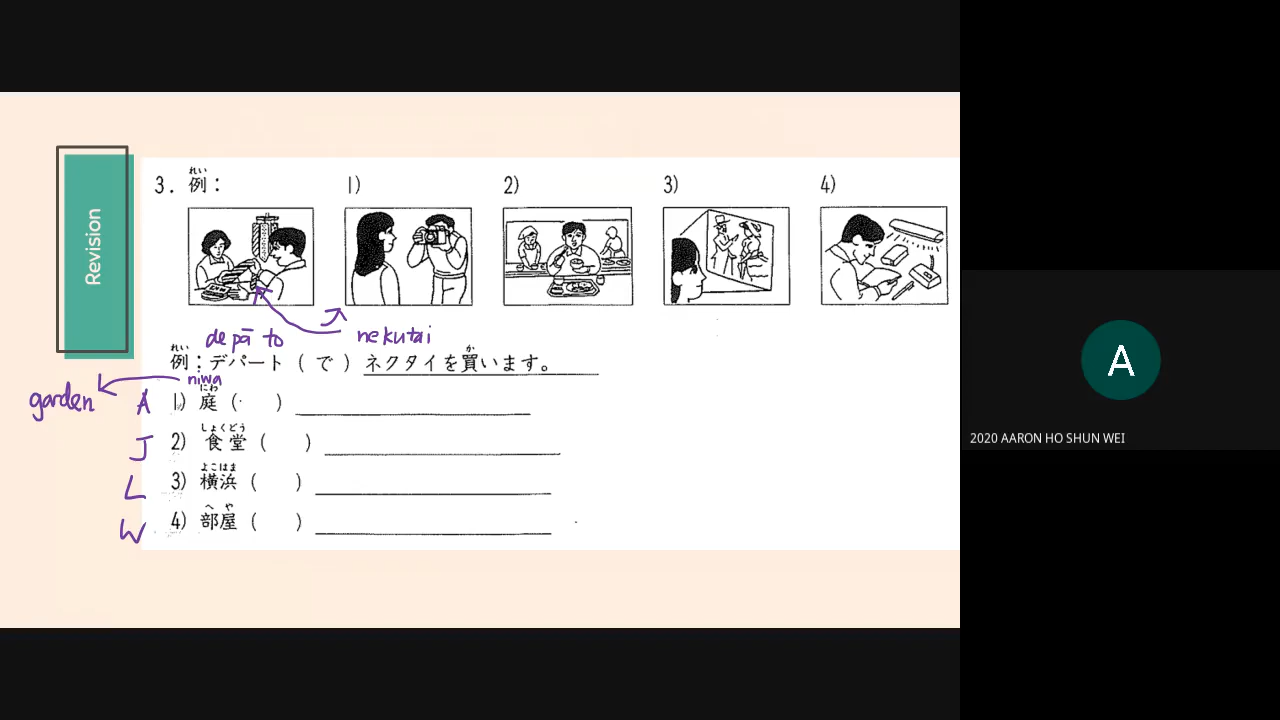 Revision
3. 例(れい): 1) 2) 3) 4)
depāto nekutai
例(れい): デパート ( で ) ネクタイを買(か)います。
niwa
garden A 1) 庭(にわ) ( )
J 2) 食堂(しょくどう) ( )
L 3) 横浜(よこはま) ( )
W 4) 部屋(へや) ( )
A
2020 AARON HO SHUN WEI